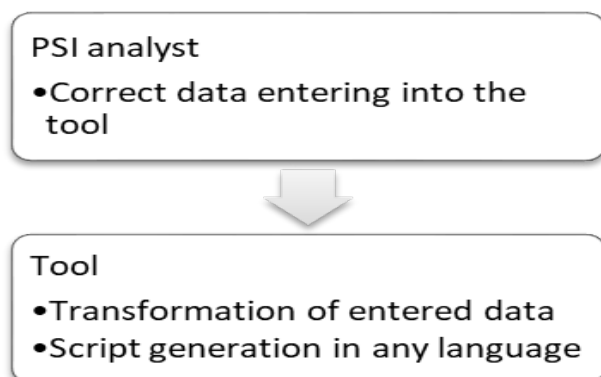 PSI analyst
•Correct data entering into the
tool
Tool
•Transformation of entered data
•Script generation in any language